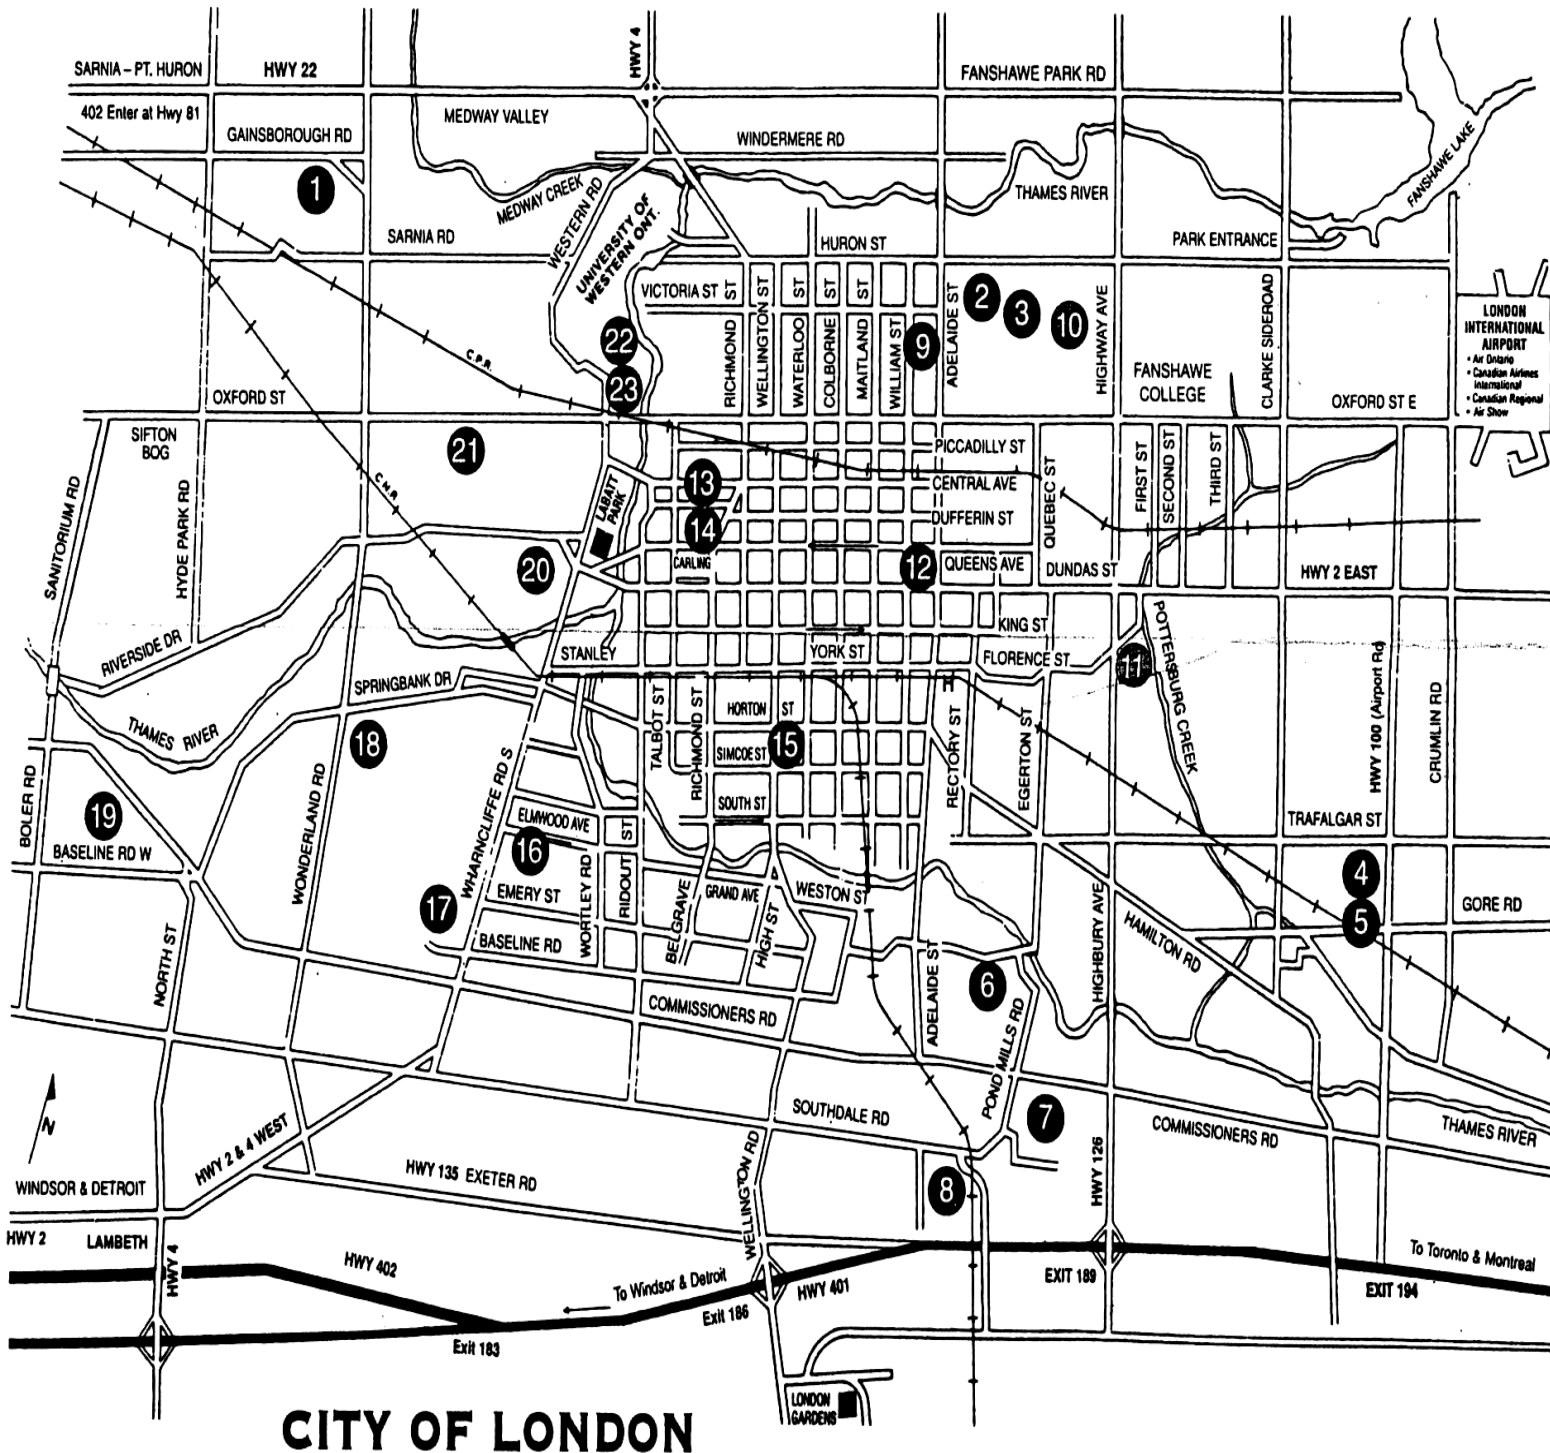 HWY 4
SARNIA – PT. HURON
HWY 22
FANSHAWE PARK RD
402 Enter at Hwy 81
MEDWAY VALLEY
GAINSBOROUGH RD
WINDERMERE RD
FANSHAWE LAKE
1
MEDWAY CREEK
WESTERN RD
THAMES RIVER
UNIVERSITY OF
WESTERN ONT.
SARNIA RD
HURON ST
PARK ENTRANCE
VICTORIA ST
RICHMOND ST
WELLINGTON ST
WATERLOO ST
COLBORNE ST
MAITLAND ST
WILLIAM ST
ADELAIDE ST
2
3
10
HIGHWAY AVE
CLARKE SIDEROAD
LONDON
INTERNATIONAL
AIRPORT
• Air Ontario
• Canadian Airlines
International
• Canadian Regional
• Air Show
22
9
C.P.R.
23
FANSHAWE
COLLEGE
OXFORD ST
OXFORD ST E
SIFTON
BOG
21
PICCADILLY ST
C.N.R.
13
CENTRAL AVE
QUEBEC ST
FIRST ST
SECOND ST
THIRD ST
SANITORIUM RD
HYDE PARK RD
LABATT
PARK
14
DUFFERIN ST
20
CARLING
12
QUEENS AVE
DUNDAS ST
HWY 2 EAST
RIVERSIDE DR
KING ST
POTTERSBURG CREEK
STANLEY
YORK ST
FLORENCE ST
11
SPRINGBANK DR
THAMES RIVER
18
TALBOT ST
RICHMOND ST
HORTON ST
SIMCOE ST
15
RECTORY ST
EGERTON ST
HWY 100 (Airport Rd)
CRUMLIN RD
BOLER RD
19
WONDERLAND RD
WHARNCLIFFE RD S
SOUTH ST
ELMWOOD AVE
TRAFALGAR ST
BASELINE RD W
16
4
EMERY ST
WORTLEY RD
RIDOUT ST
GRAND AVE
WESTON ST
17
BELGRAVE
HIGH ST
5
GORE RD
BASELINE RD
NORTH ST
ADELAIDE ST
6
HIGHBURY AVE
HAMILTON RD
COMMISSIONERS RD
POND MILLS RD
N
SOUTHDALE RD
7
COMMISSIONERS RD
THAMES RIVER
HWY 2 & 4 WEST
HWY 135 EXETER RD
WELLINGTON RD
HWY 126
WINDSOR & DETROIT
8
HWY 2
LAMBETH
HWY 4
HWY 402
To Windsor & Detroit
HWY 401
EXIT 189
To Toronto & Montreal
EXIT 194
Exit 186
Exit 183
LONDON
GARDENS
CITY OF LONDON